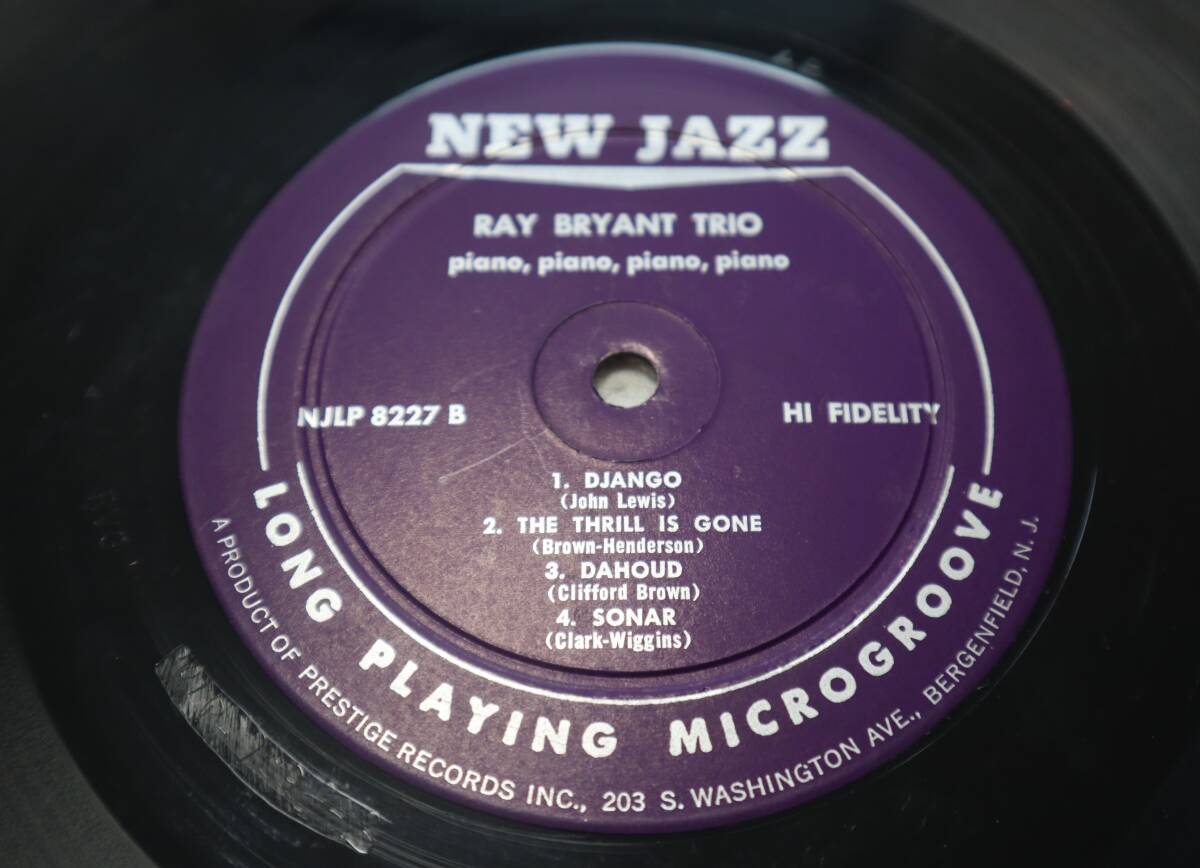 NEW JAZZ
RAY BRYANT TRIO
piano, piano, piano, piano
NJLP 8227 B
HI FIDELITY
1. DJANGO
(John Lewis)
2. THE THRILL IS GONE
(Brown-Henderson)
3. DAHOUD
(Clifford Brown)
4. SONAR
(Clark-Wiggins)
LONG PLAYING MICROGROOVE
A PRODUCT OF PRESTIGE RECORDS INC., 203 S. WASHINGTON AVE., BERGENFIELD, N. J.